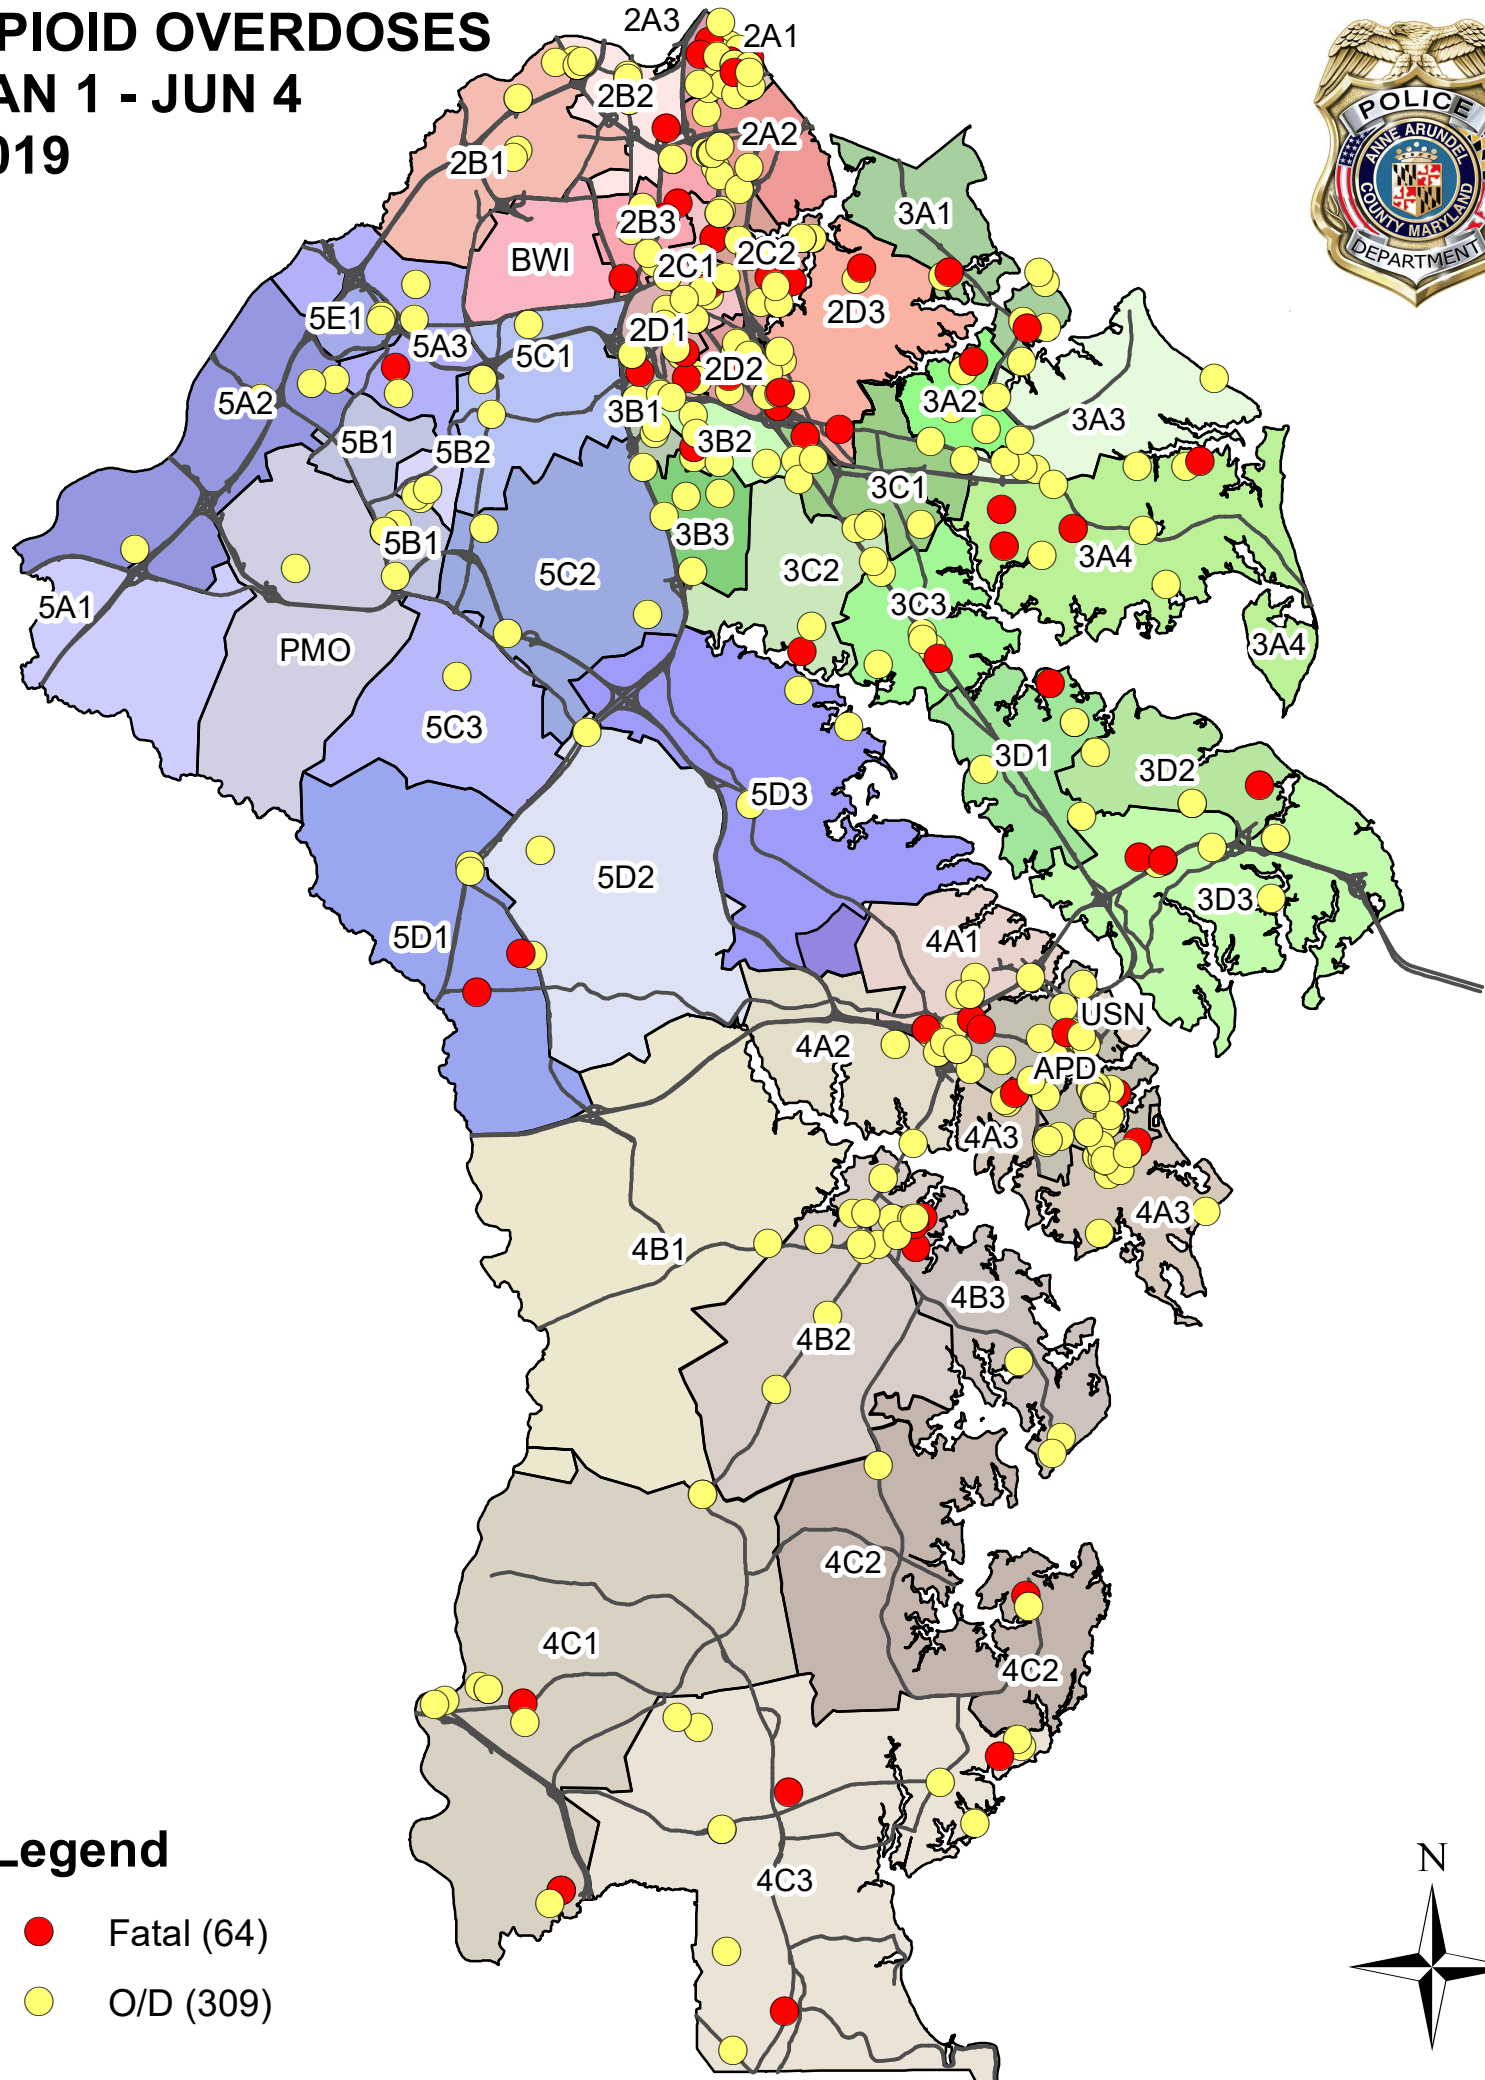 PIOID OVERDOSES
AN 1 - JUN 4
019
2A3
2A1
POLICE
ANNE ARUNDEL
COUNTY MARYLAND
DEPARTMENT
2B2
2A2
2B1
3A1
2B3
BWI
2C1
2C2
2D3
5E1
5A3
5C1
2D1
2D2
5A2
3B1
3A2
3A3
5B1
5B2
3B2
3C1
5B1
3B3
3A4
5C2
3C2
5A1
3C3
PMO
3A4
5C3
3D1
3D2
5D3
5D2
3D3
5D1
4A1
USN
4A2
APD
4A3
4A3
4B1
4B3
4B2
4C2
4C1
4C2
Legend
4C3
N
Fatal (64)
O/D (309)